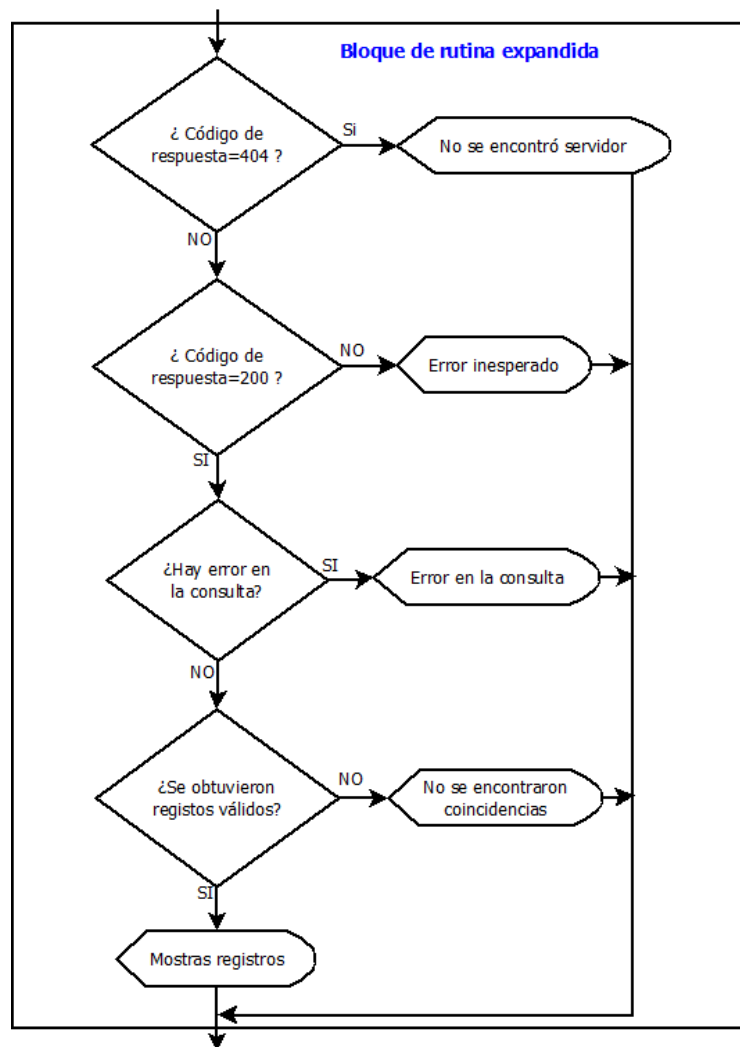 Bloque de rutina expandida
¿ Código de
respuesta=404 ?
Si
No se encontró servidor
NO
¿ Código de
respuesta=200 ?
NO
Error inesperado
SI
¿Hay error en
la consulta?
SI
Error en la consulta
NO
¿Se obtuvieron
registos válidos?
NO
No se encontraron
coincidencias
SI
Mostras registros